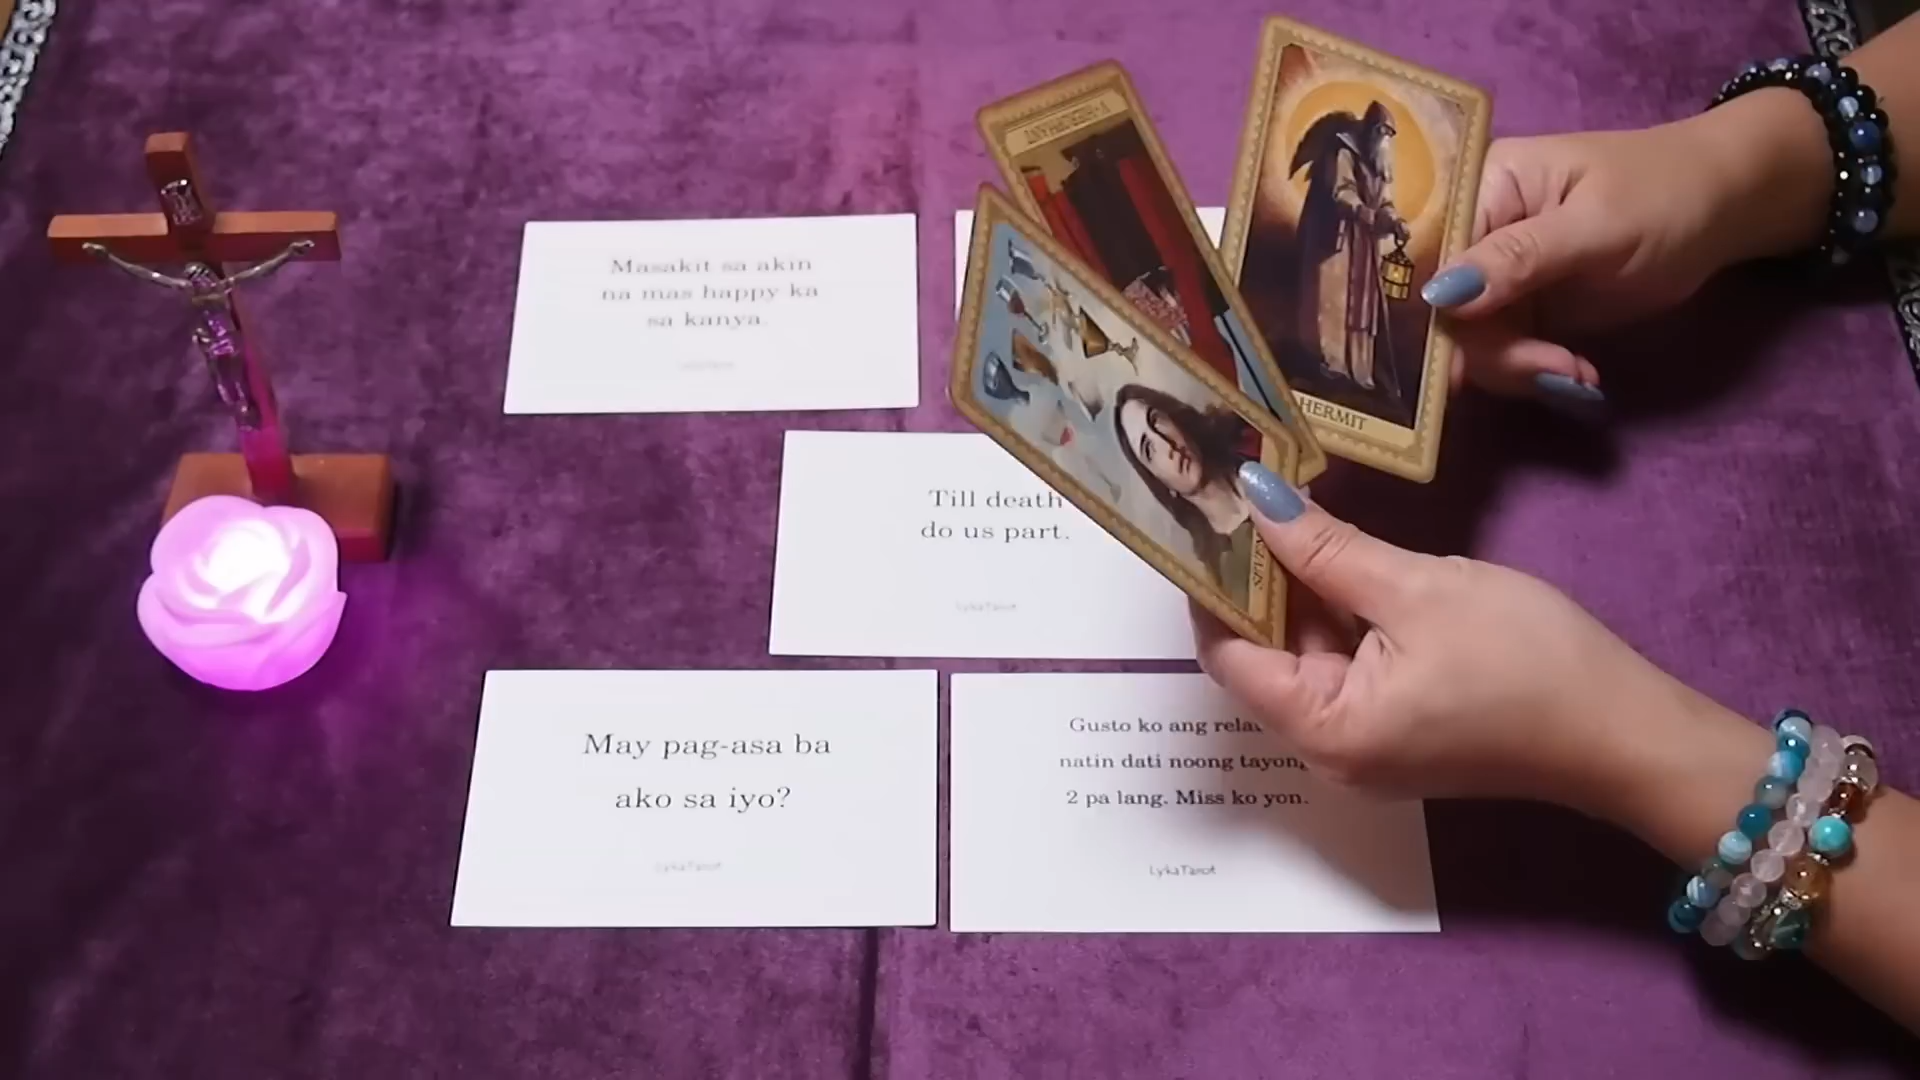 Masakit sa akin
na mas happy ka
sa kanya.
HERMIT
Till death
do us part.
LykaTarot
SEVEN
May pag-asa ba
ako sa iyo?
LykaTarot
Gusto ko ang
natin dati noong tayong
2 pa lang. Miss ko yon.
LykaTarot